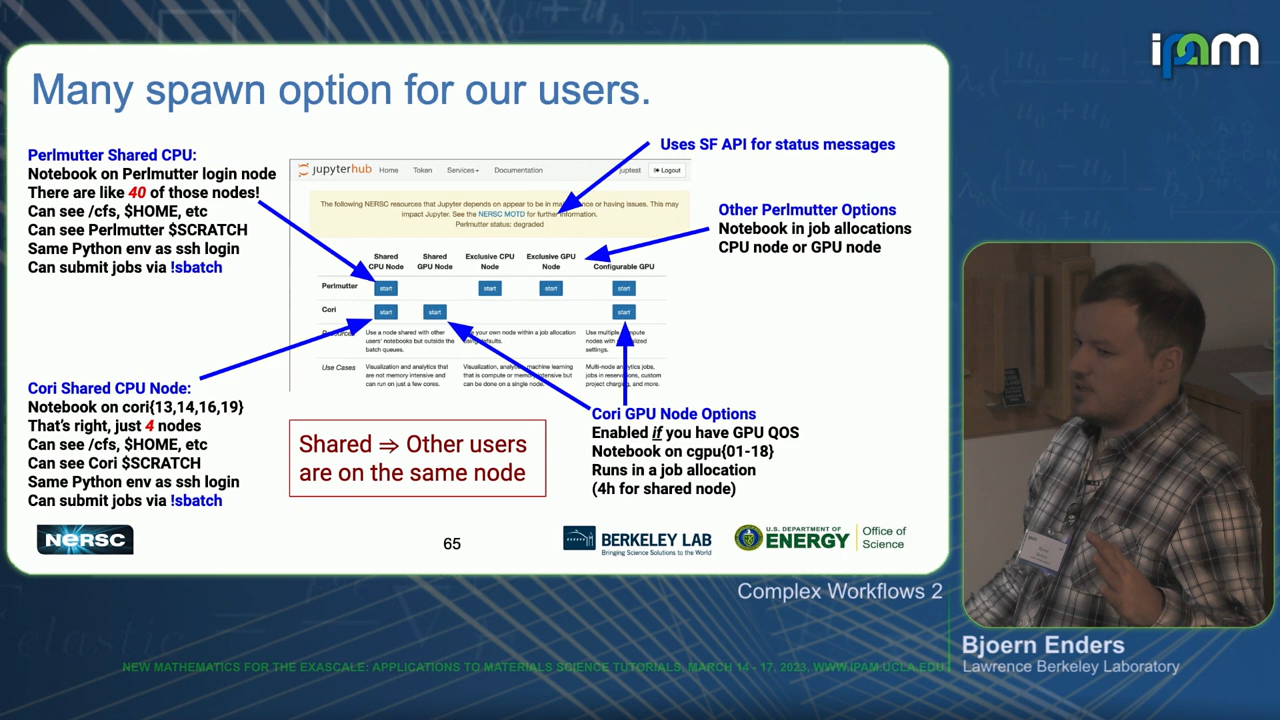 ipam
Many spawn option for our users.
Perlmutter Shared CPU:
Notebook on Perlmutter login node
There are like 40 of those nodes!
Can see /cfs, $HOME, etc
Can see Perlmutter $SCRATCH
Same Python env as ssh login
Can submit jobs via !sbatch
Uses SF API for status messages
jupyterhub Home Token Services Documentation juptest Logout
The following NERSC resources that Jupyter depends on appear to be in ma nce or having issues. This may
impact Jupyter. See the NERSC MOTD for further information.
Perlmutter status: degraded
Other Perlmutter Options
Notebook in job allocations
CPU node or GPU node
Shared CPU Node Shared GPU Node Exclusive CPU Node Exclusive GPU Node Configurable GPU
Perlmutter start start start start
Cori start start start
Resources Use a node shared with other users' notebooks but outside the batch queues. your own node within a job allocation using defaults. Use multiple compute nodes with settings.
Use Cases Visualization and analytics that are not memory intensive and can run on just a few cores. Visualization, analytics, machine learning that is compute or memory intensive but can be done on a single node. Multi-node analytics jobs, jobs in reservations, custom project charging, and more.
Cori Shared CPU Node:
Notebook on cori{13,14,16,19}
That's right, just 4 nodes
Can see /cfs, $HOME, etc
Can see Cori $SCRATCH
Same Python env as ssh login
Can submit jobs via !sbatch
Shared ⇒ Other users
are on the same node
Cori GPU Node Options
Enabled if you have GPU QOS
Notebook on cgpu{01-18}
Runs in a job allocation
(4h for shared node)
NERSC
65
BERKELEY LAB
Bringing Science Solutions to the World
U.S. DEPARTMENT OF
ENERGY
Office of
Science
Complex Workflows 2
Bjoern Enders
Lawrence Berkeley Laboratory
NEW MATHEMATICS FOR THE EXASCALE: APPLICATIONS TO MATERIALS SCIENCE TUTORIALS, MARCH 14 - 17, 2023, WWW.IPAM.UCLA.EDU